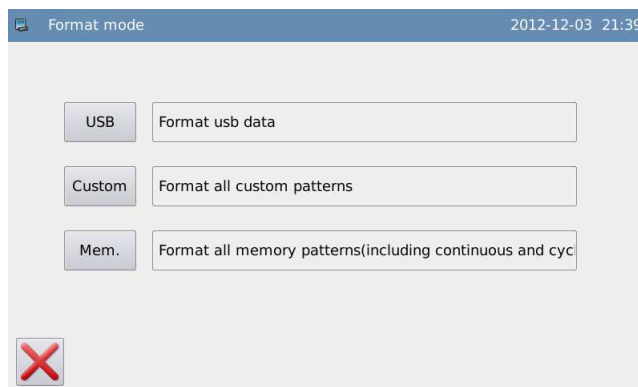 Format mode 2012-12-03 21:39
USB Format usb data
Custom Format all custom patterns
Mem. Format all memory patterns(including continuous and cyc